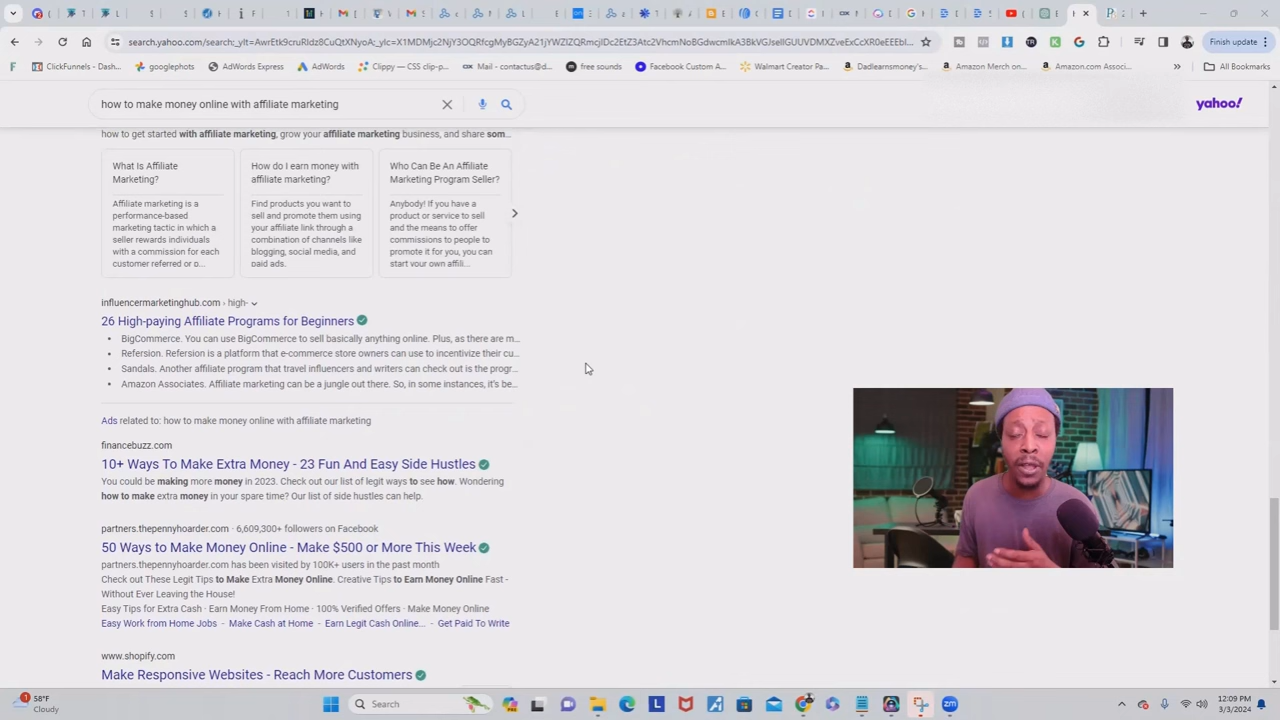 Finish update
search.yahoo.com/search;_ylt=AwrEtk9cruRldz8CuQtXNyoA;_ylc=X1MDMjc2NjY3OQRfcgMyBGZyA21jYWZlZQRmcjIDc2EtZ3Atc2VhcmNoBGdwcmlkA3BkVGJsellGUUVDMXZveExCcXR0eEEEbl...
ClickFunnels - Dash...
googlephots
AdWords Express
AdWords
Clippy — CSS clip-p...
Mail - contactus@d...
free sounds
Facebook Custom A...
Walmart Creator Pa...
Dadlearnsmoney's...
Amazon Merch on...
Amazon.com Associ...
All Bookmarks
how to make money online with affiliate marketing
yahoo!
how to get started with affiliate marketing, grow your affiliate marketing business, and share som...
What Is Affiliate
Marketing?
Affiliate marketing is a
performance-based
marketing tactic in which a
seller rewards individuals
with a commission for each
customer referred or p...
How do I earn money with
affiliate marketing?
Find products you want to
sell and promote them using
your affiliate link through a
combination of channels like
blogging, social media, and
paid ads.
Who Can Be An Affiliate
Marketing Program Seller?
Anybody! If you have a
product or service to sell
and the means to offer
commissions to people to
promote it for you, you can
start your own affili...
influencermarketinghub.com › high-
26 High-paying Affiliate Programs for Beginners
• BigCommerce. You can use BigCommerce to sell basically anything online. Plus, as there are m...
• Refersion. Refersion is a platform that e-commerce store owners can use to incentivize their cu...
• Sandals. Another affiliate program that travel influencers and writers can check out is the progr...
• Amazon Associates. Affiliate marketing can be a jungle out there. So, in some instances, it's be...
Ads related to: how to make money online with affiliate marketing
financebuzz.com
10+ Ways To Make Extra Money - 23 Fun And Easy Side Hustles
You could be making more money in 2023. Check out our list of legit ways to see how. Wondering
how to make extra money in your spare time? Our list of side hustles can help.
partners.thepennyhoarder.com · 6,609,300+ followers on Facebook
50 Ways to Make Money Online - Make $500 or More This Week
partners.thepennyhoarder.com has been visited by 100K+ users in the past month
Check out These Legit Tips to Make Extra Money Online. Creative Tips to Earn Money Online Fast -
Without Ever Leaving the House!
Easy Tips for Extra Cash · Earn Money From Home · 100% Verified Offers · Make Money Online
Easy Work from Home Jobs - Make Cash at Home - Earn Legit Cash Online... - Get Paid To Write
www.shopify.com
Make Responsive Websites - Reach More Customers
58°F
Cloudy
Search
12:09 PM
3/3/2024